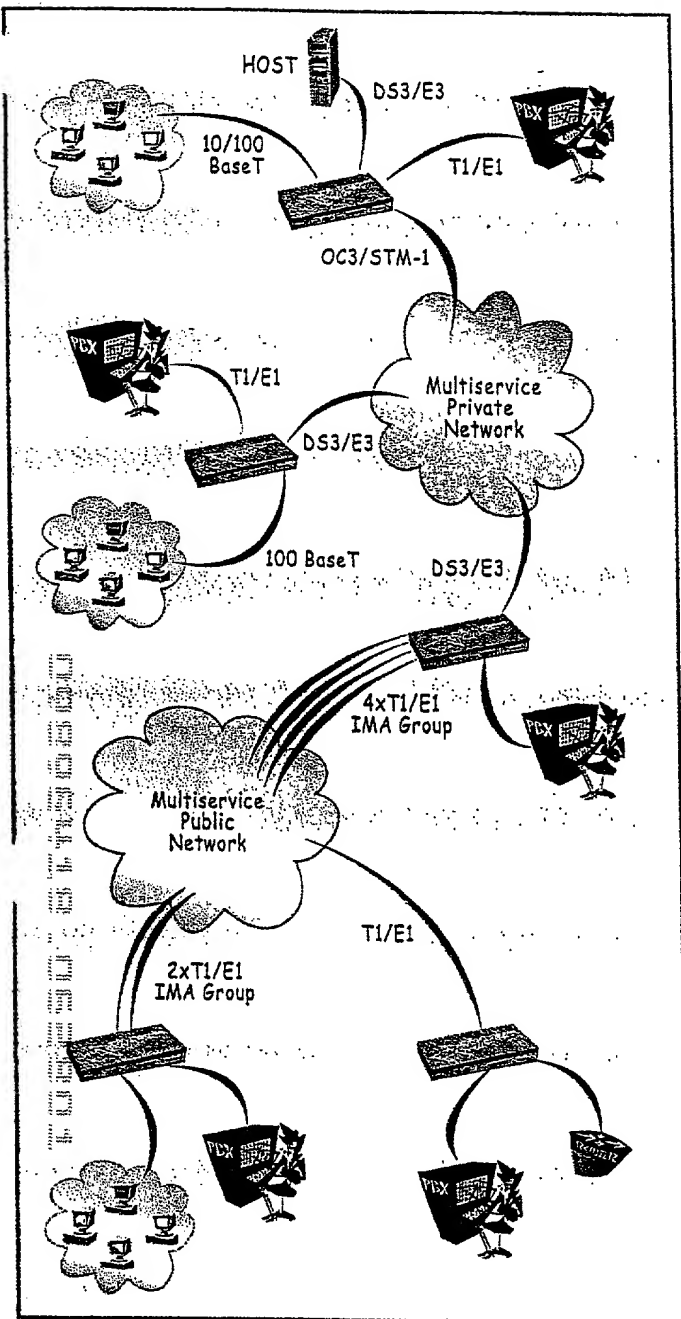 HOST
DS3/E3
PBX
10/100
BaseT
T1/E1
OC3/STM-1
PBX
T1/E1
Multiservice
Private
Network
DS3/E3
100 BaseT
DS3/E3
4xT1/E1
IMA Group
PBX
Multiservice
Public
Network
T1/E1
2xT1/E1
IMA Group
PBX
ROUTER
PBX